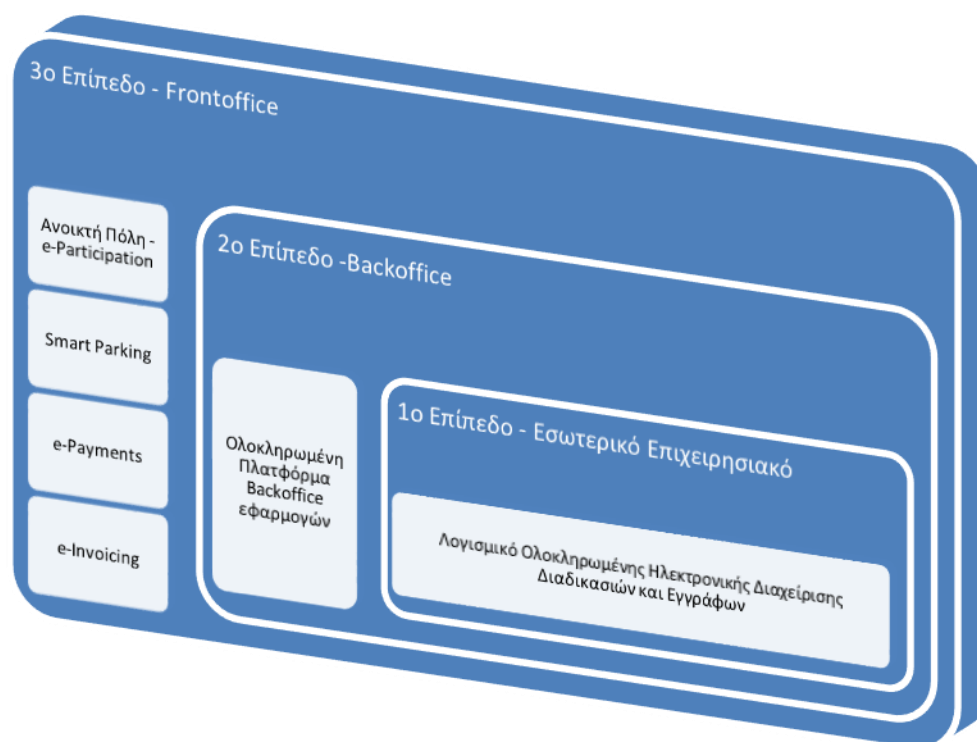 3ο Επίπεδο - Frontoffice
Ανοικτή Πόλη -
e-Participation
Smart Parking
e-Payments
e-Invoicing
2ο Επίπεδο -Backoffice
Ολοκληρωμένη
Πλατφόρμα
Backoffice
εφαρμογών
1ο Επίπεδο - Εσωτερικό Επιχειρησιακό
Λογισμικό Ολοκληρωμένης Ηλεκτρονικής Διαχείρισης
Διαδικασιών και Εγγράφων